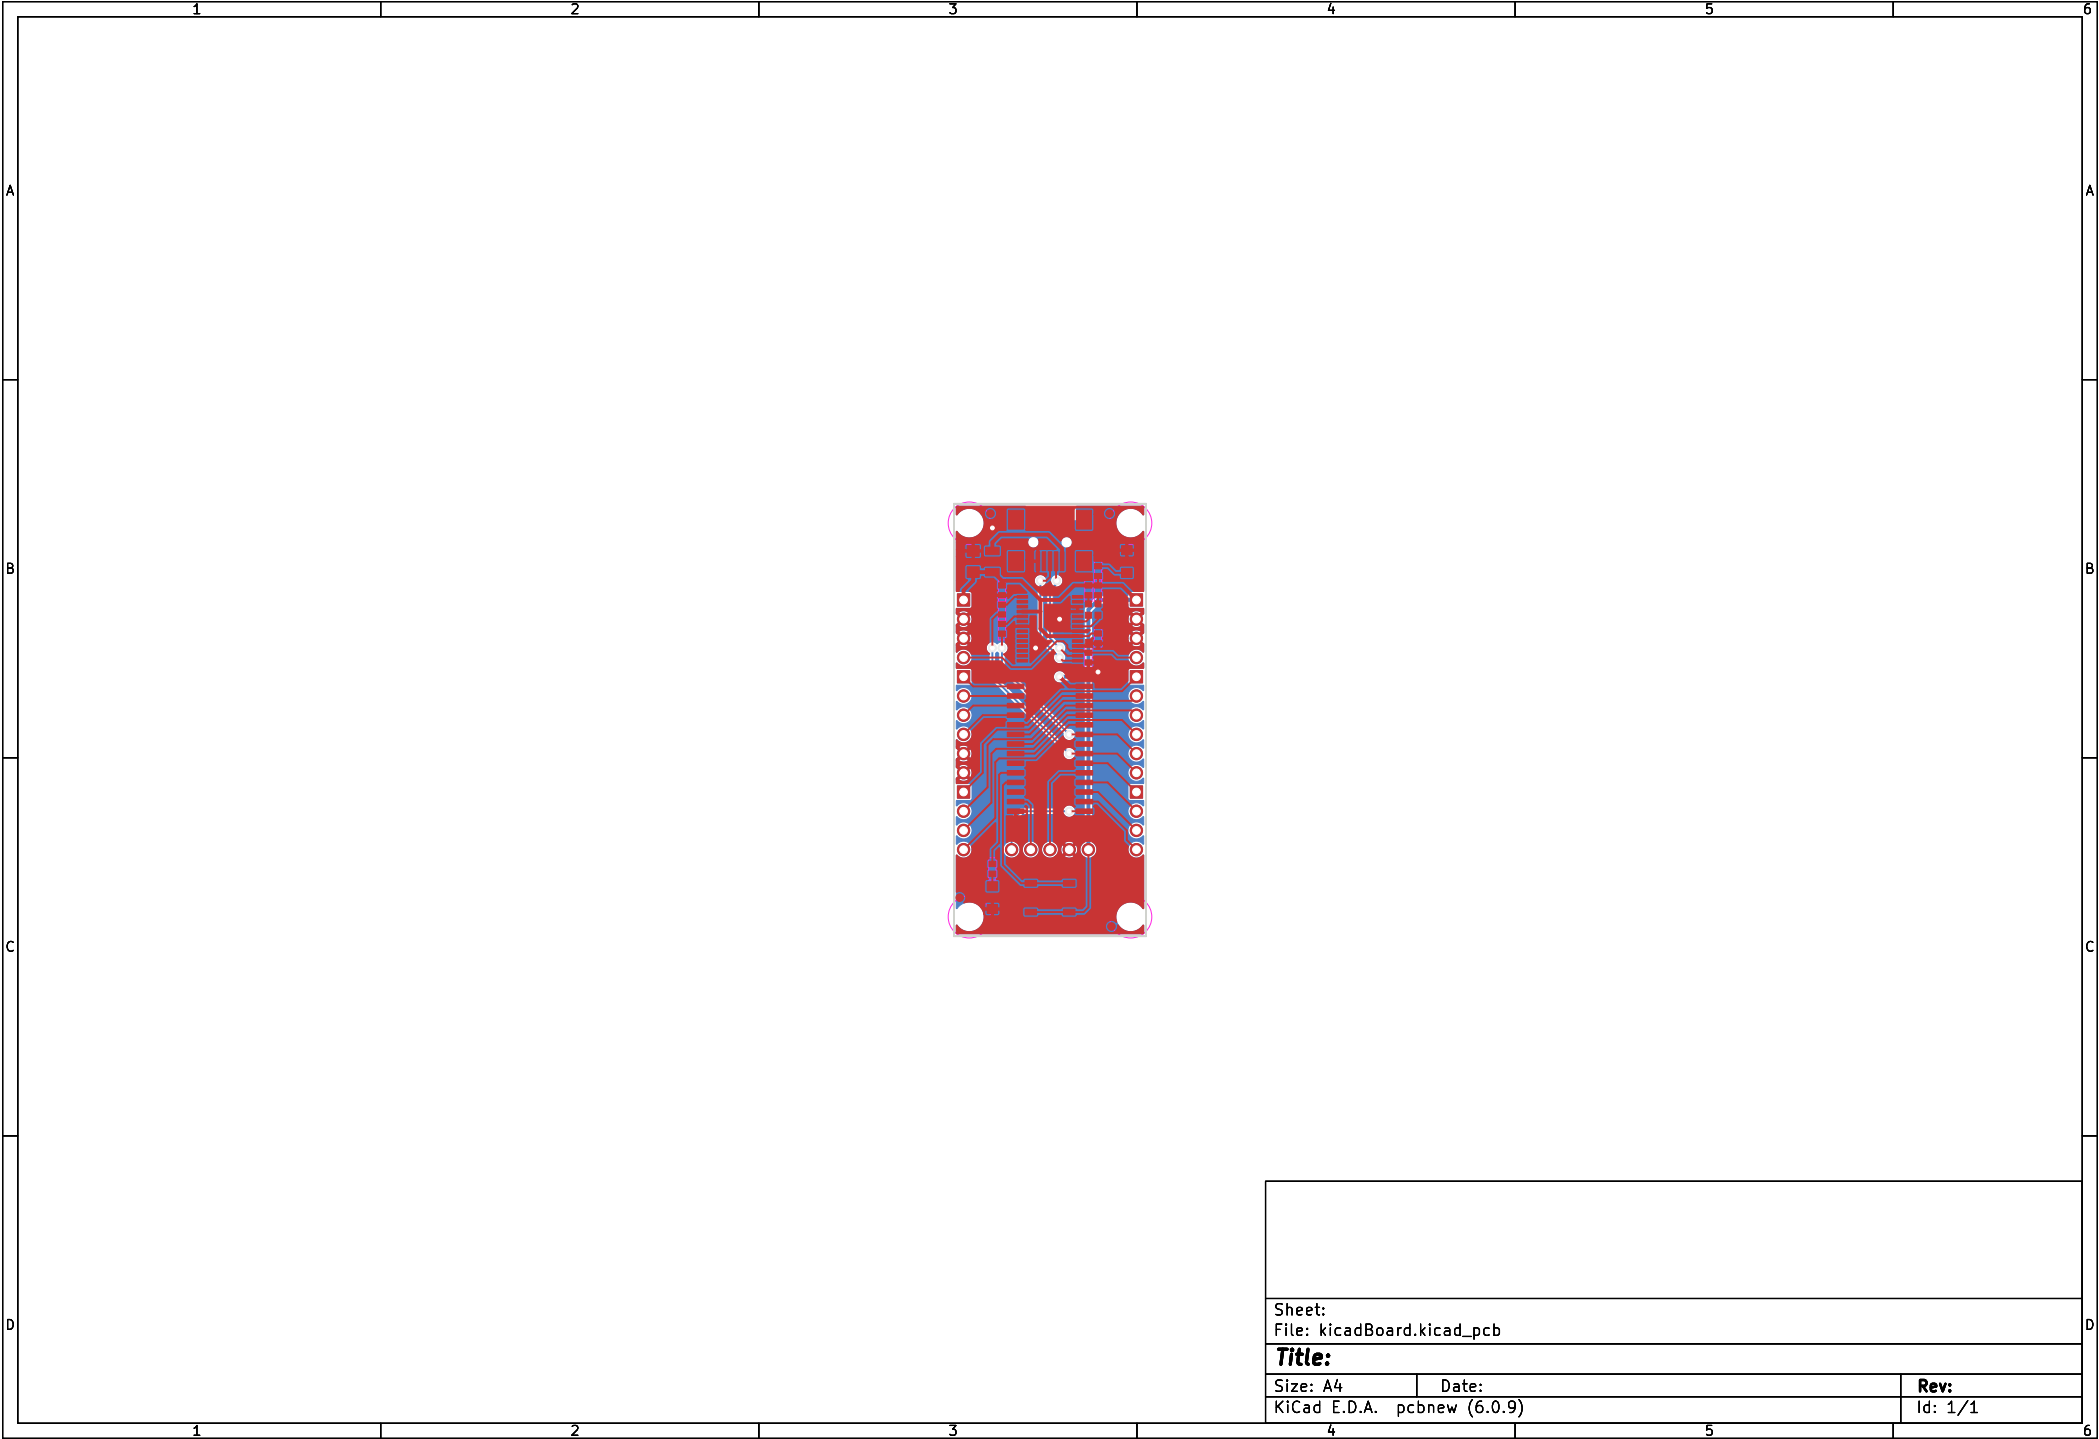 1 2 3 4 5 6
A A
B B
C C
D D
Sheet:
File: kicadBoard.kicad_pcb
Title:
Size: A4 Date: Rev:
KiCad E.D.A. pcbnew (6.0.9) Id: 1/1
1 2 3 4 5 6